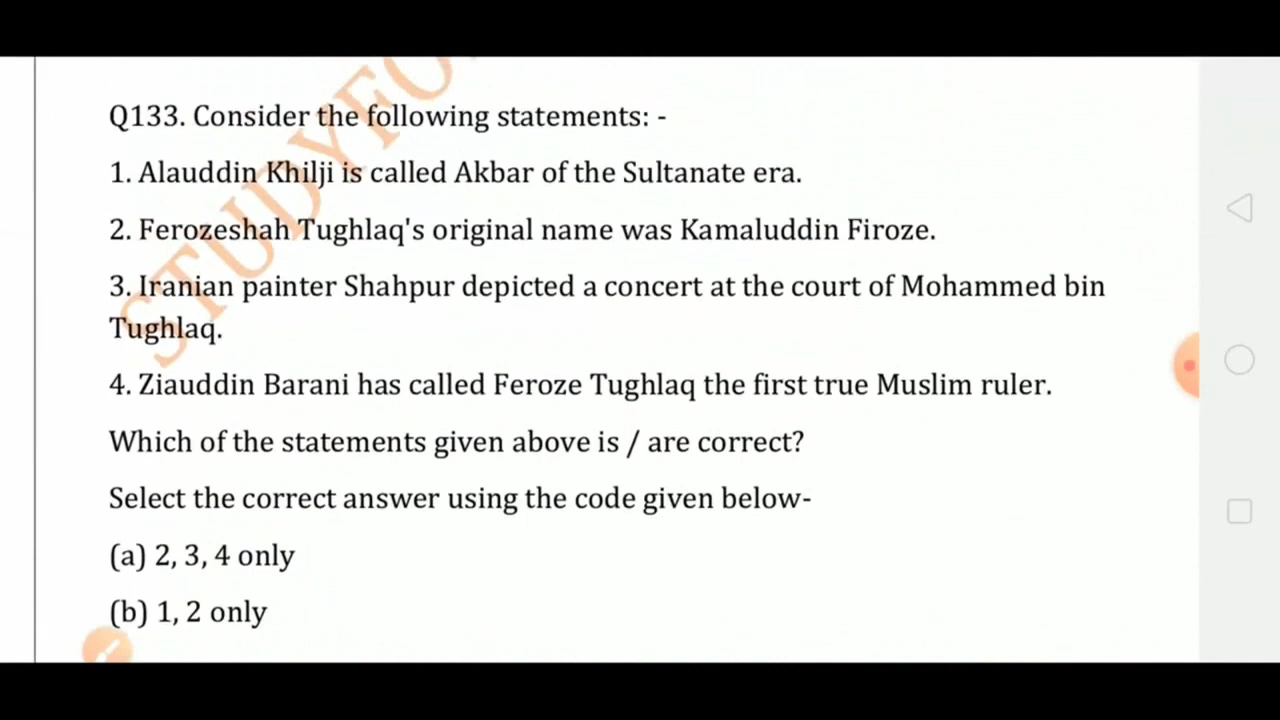 Q133. Consider the following statements: -
1. Alauddin Khilji is called Akbar of the Sultanate era.
2. Ferozeshah Tughlaq's original name was Kamaluddin Firoze.
3. Iranian painter Shahpur depicted a concert at the court of Mohammed bin
Tughlaq.
4. Ziauddin Barani has called Feroze Tughlaq the first true Muslim ruler.
Which of the statements given above is / are correct?
Select the correct answer using the code given below-
(a) 2, 3, 4 only
(b) 1, 2 only
STUDYFO